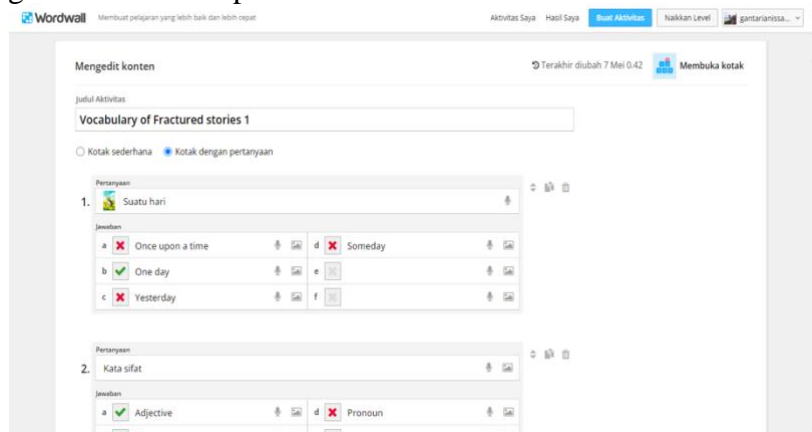 Wordwall Membuat pelajaran yang lebih baik dan lebih cepat Aktivitas Saya Hasil Saya Buat Aktivitas Naikkan Level gantarianissa...
Mengedit konten Terakhir diubah 7 Mei 0.42 Membuka kotak
Judul Aktivitas
Vocabulary of Fractured stories 1
Kotak sederhana Kotak dengan pertanyaan
Pertanyaan
1. Suatu hari
Jawaban
a Once upon a time d Someday
b One day e
c Yesterday f
Pertanyaan
2. Kata sifat
Jawaban
a Adjective d Pronoun